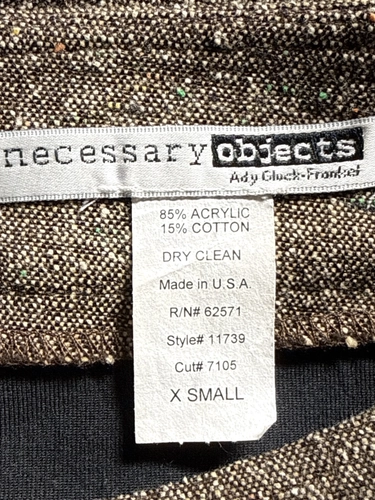 necessary objects
Ady Gluck-Frankel
85% ACRYLIC
15% COTTON
DRY CLEAN
Made in U.S.A.
R/N# 62571
Style# 11739
Cut# 7105
X SMALL